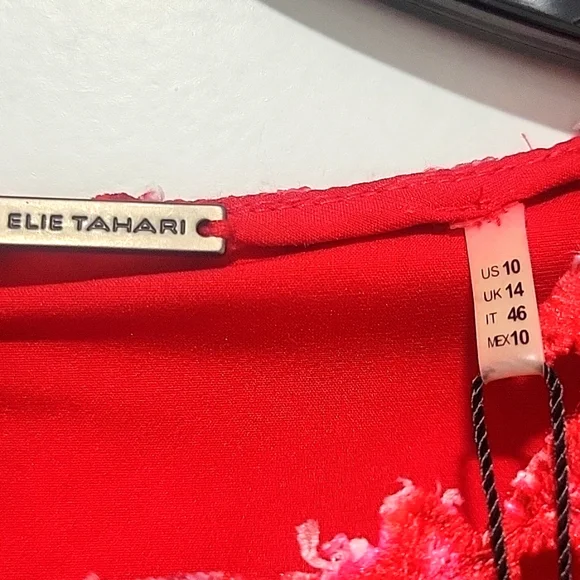 ELIE TAHARI
US 10
UK 14
IT 46
MEX 10